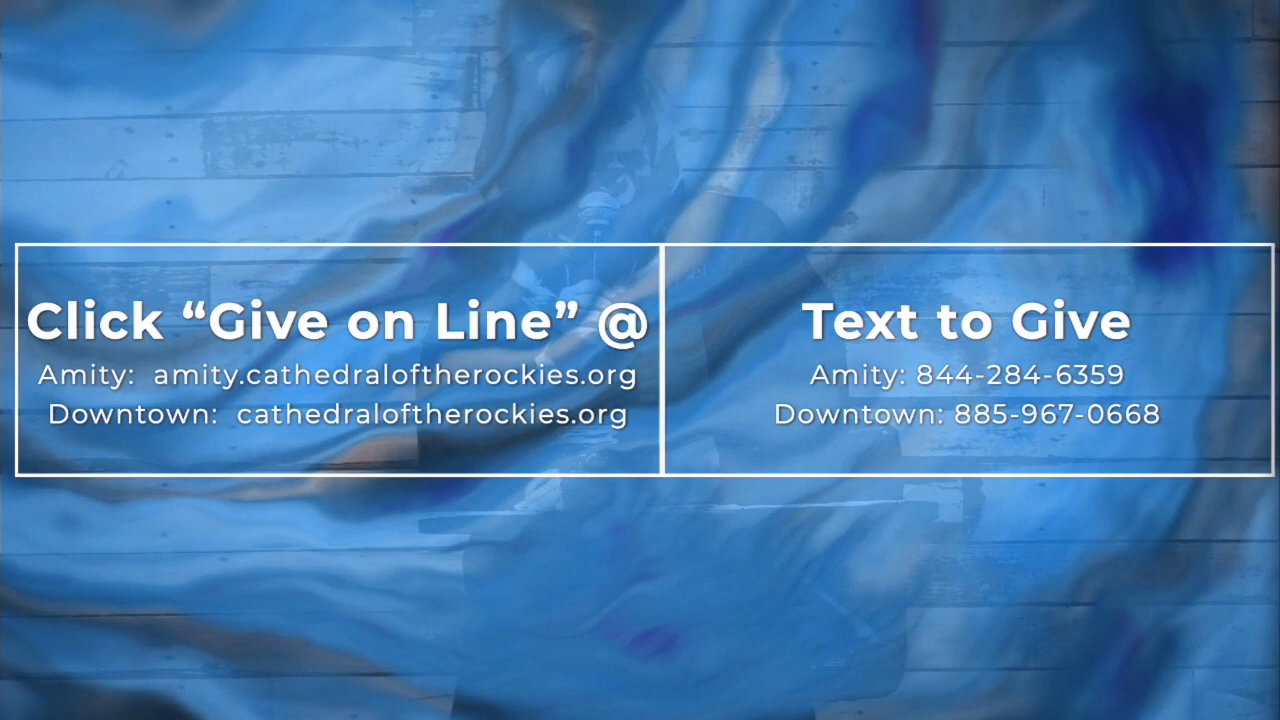 Click “Give on Line” @
Amity: amity.cathedraloftherockies.org
Downtown: cathedraloftherockies.org
Text to Give
Amity: 844-284-6359
Downtown: 885-967-0668